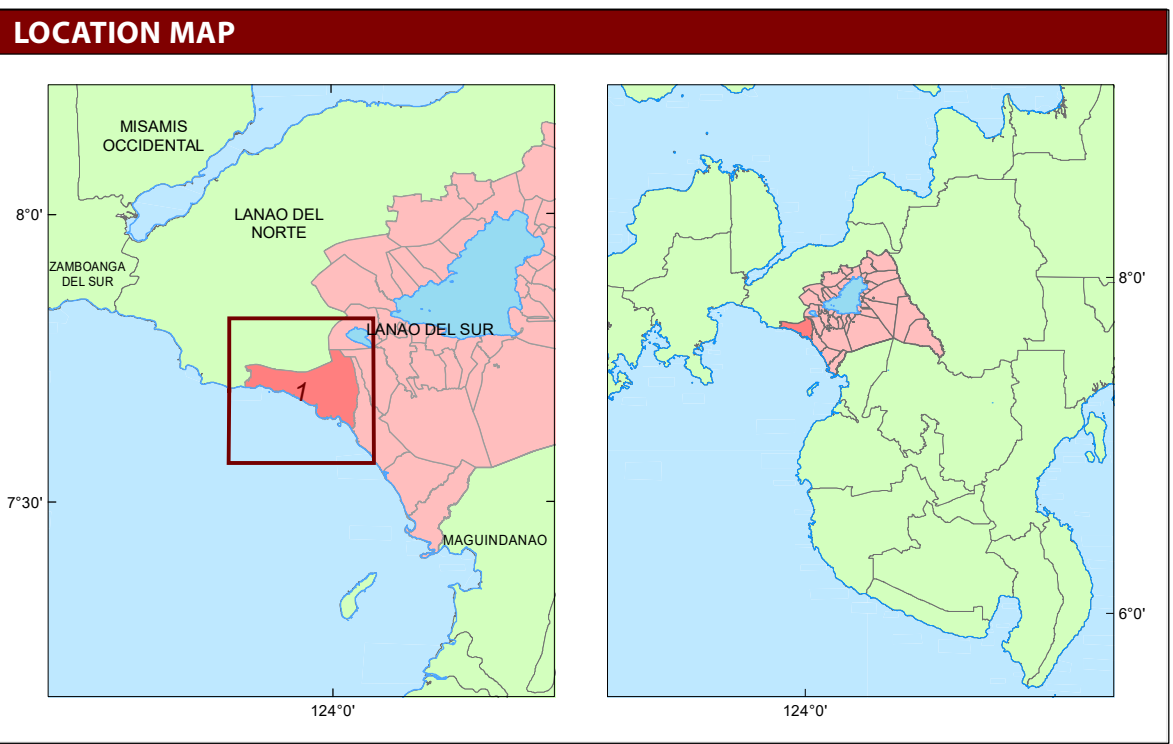 LOCATION MAP
MISAMIS
OCCIDENTAL
8°0'
LANAO DEL
NORTE
ZAMBOANGA
DEL SUR
LANAO DEL SUR
1
7°30'
MAGUINDANAO
124°0'
8°0'
6°0'
124°0'